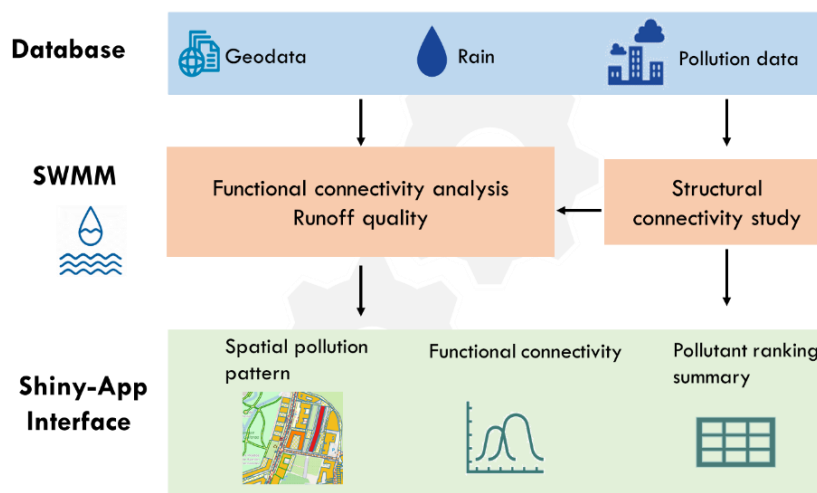 Database
Geodata
Rain
Pollution data
SWMM
Functional connectivity analysis
Runoff quality
Structural
connectivity study
Shiny-App
Interface
Spatial pollution
pattern
Functional connectivity
Pollutant ranking
summary